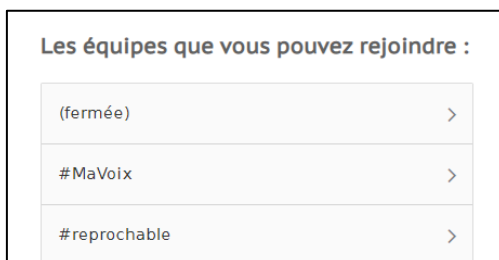 Les équipes que vous pouvez rejoindre :
(fermée)
#MaVoix
#reprochable